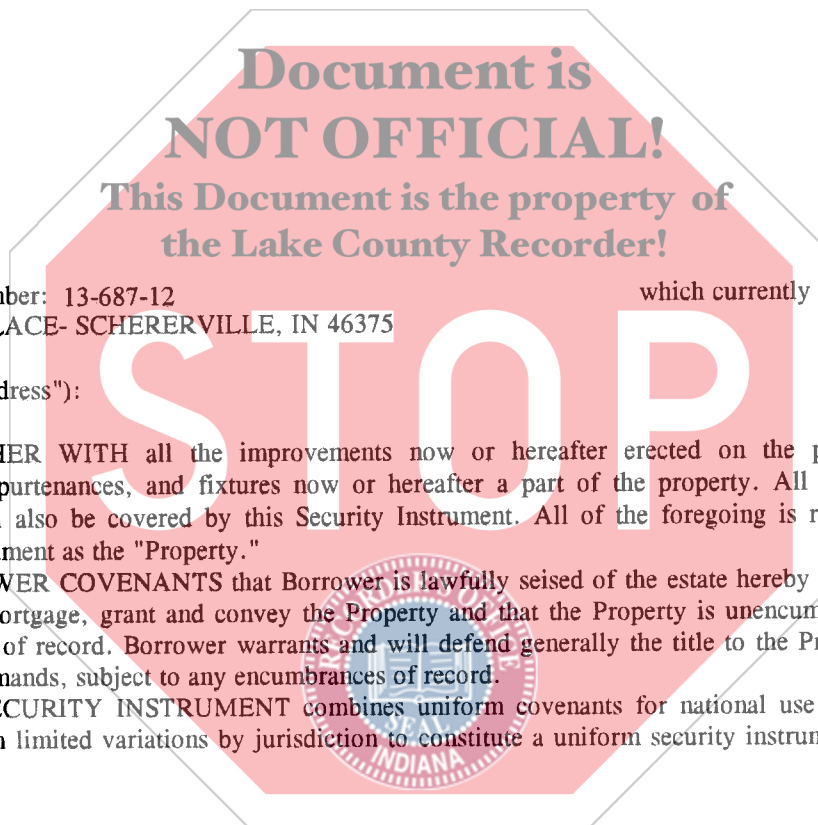 Document is
NOT OFFICIAL!
This Document is the property of
the Lake County Recorder!
nber: 13-687-12 which currently
LACE- SCHERERVILLE, IN 46375
dress"):
STOP
HER WITH all the improvements now or hereafter erected on the p
purtenances, and fixtures now or hereafter a part of the property. All
also be covered by this Security Instrument. All of the foregoing is r
ment as the "Property."
WER COVENANTS that Borrower is lawfully seised of the estate hereby
ortgage, grant and convey the Property and that the Property is unencum
of record. Borrower warrants and will defend generally the title to the Pr
mands, subject to any encumbrances of record.
CURITY INSTRUMENT combines uniform covenants for national use
limited variations by jurisdiction to constitute a uniform security instrum
RECORDER'S OFFICE
SEAL
INDIANA